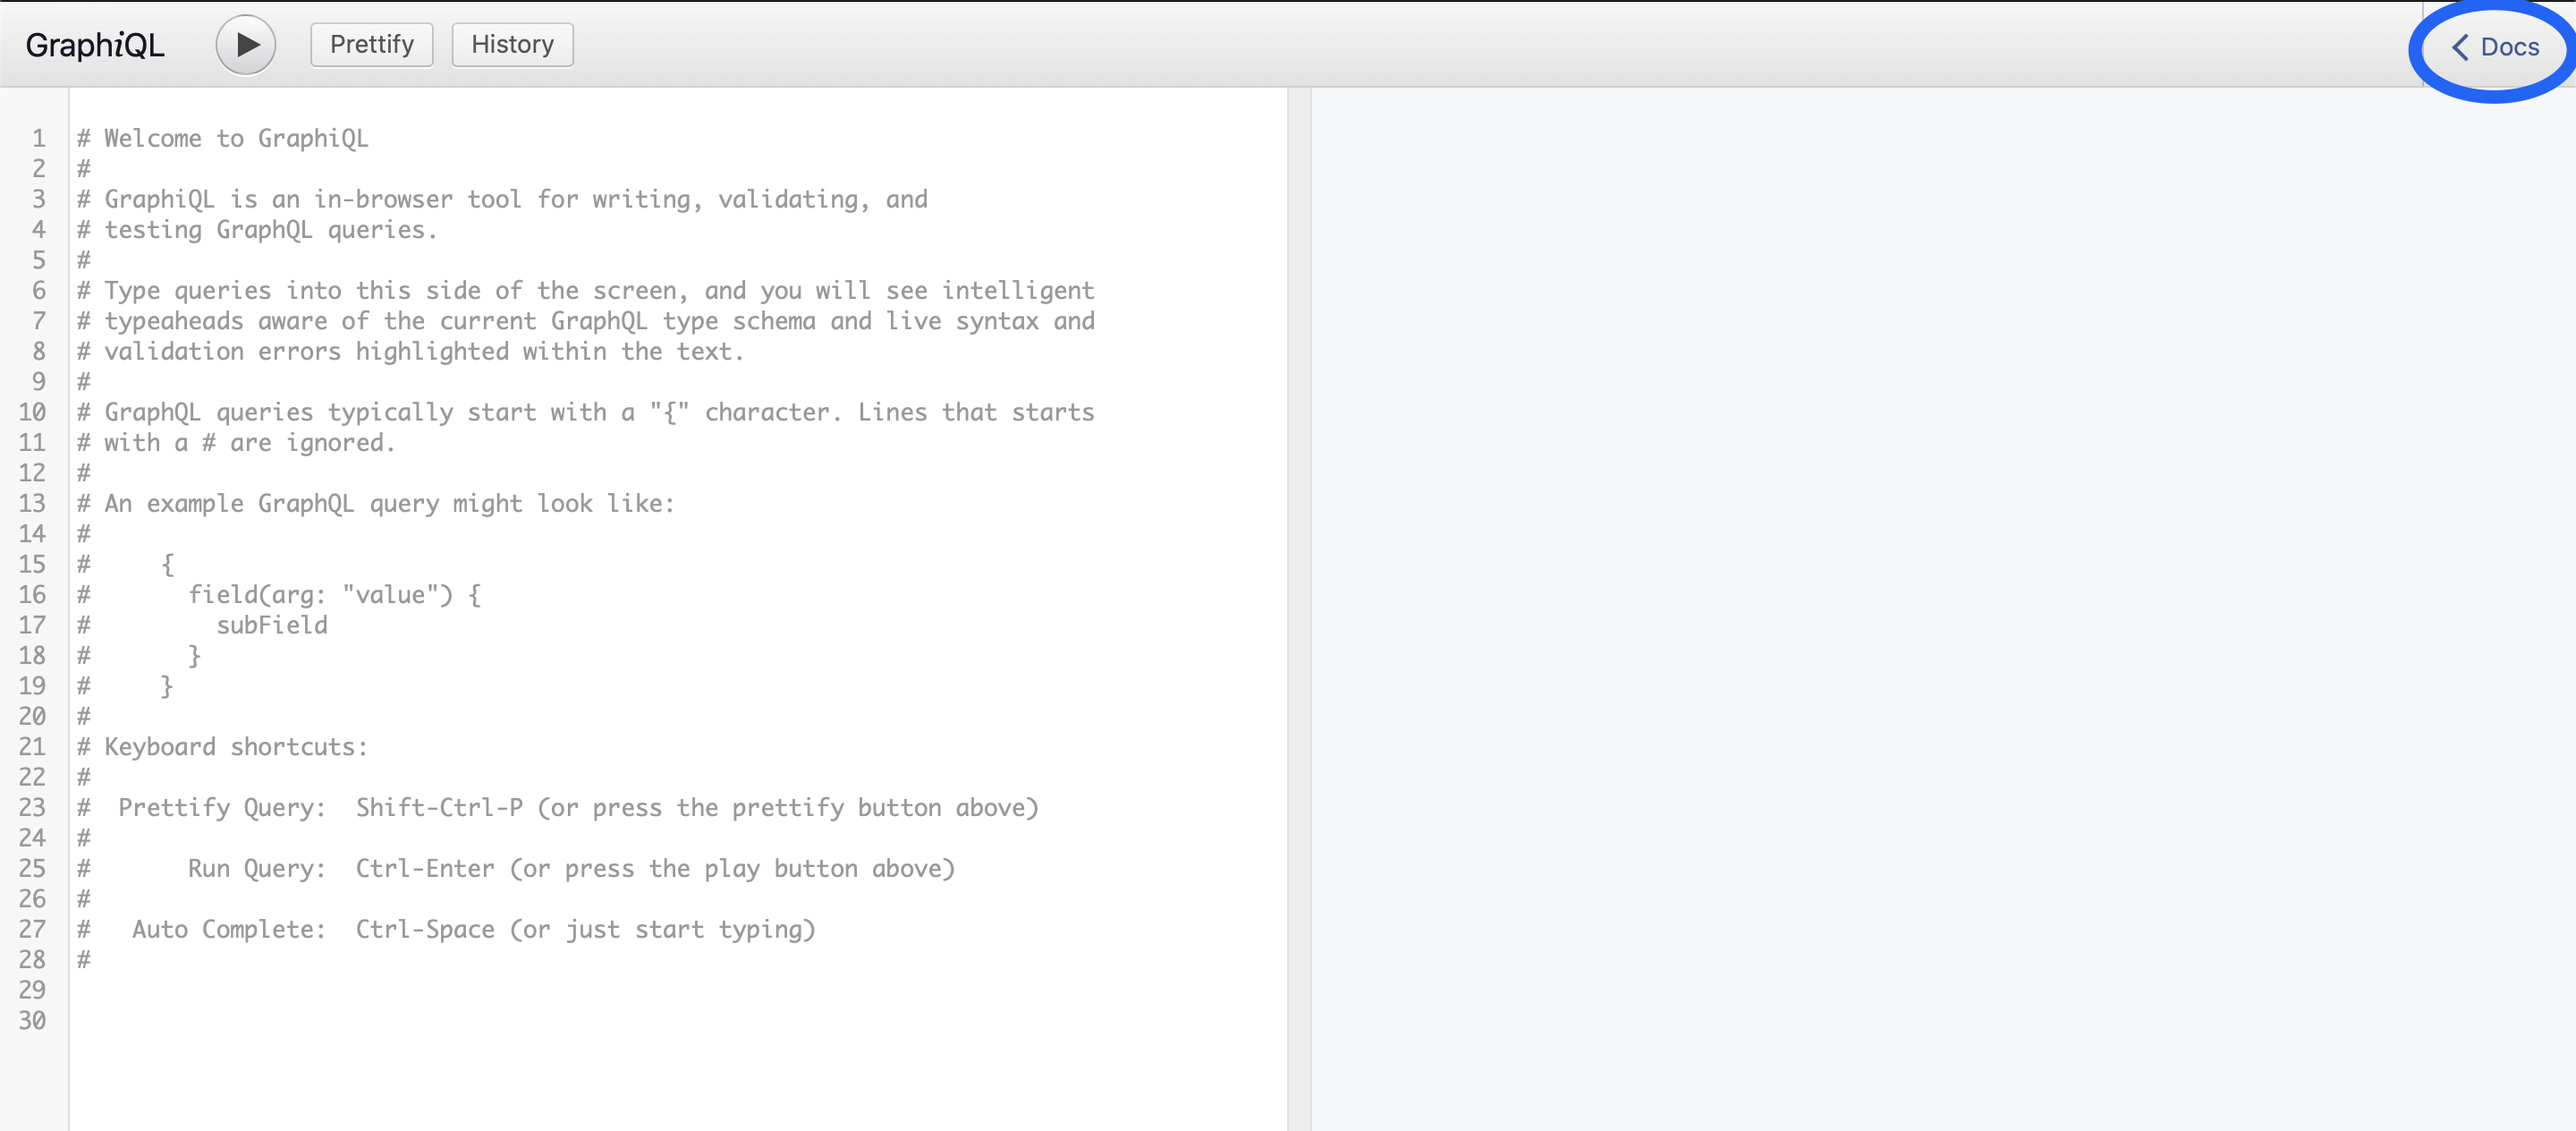 GraphiQL Prettify History Docs
1 # Welcome to GraphiQL
2 #
3 # GraphiQL is an in-browser tool for writing, validating, and
4 # testing GraphQL queries.
5 #
6 # Type queries into this side of the screen, and you will see intelligent
7 # typeaheads aware of the current GraphQL type schema and live syntax and
8 # validation errors highlighted within the text.
9 #
10 # GraphQL queries typically start with a "{" character. Lines that starts
11 # with a # are ignored.
12 #
13 # An example GraphQL query might look like:
14 #
15 #     {
16 #       field(arg: "value") {
17 #         subField
18 #       }
19 #     }
20 #
21 # Keyboard shortcuts:
22 #
23 #  Prettify Query:  Shift-Ctrl-P (or press the prettify button above)
24 #
25 #       Run Query:  Ctrl-Enter (or press the play button above)
26 #
27 #   Auto Complete:  Ctrl-Space (or just start typing)
28 #
29
30